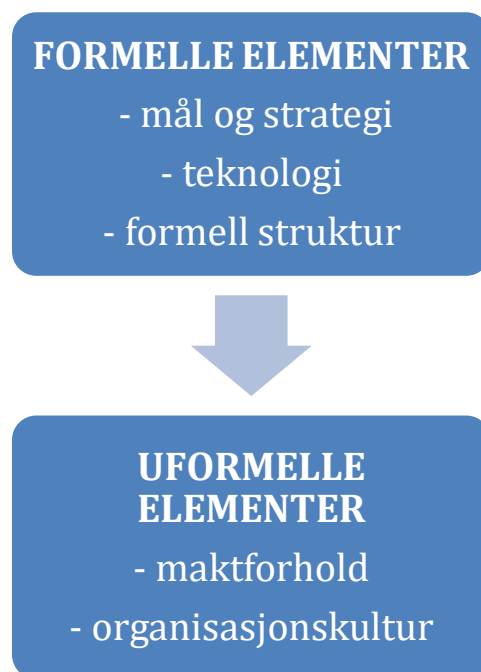 FORMELLE ELEMENTER
- mål og strategi
- teknologi
- formell struktur
UFORMELLE
ELEMENTER
- maktforhold
- organisasjonskultur